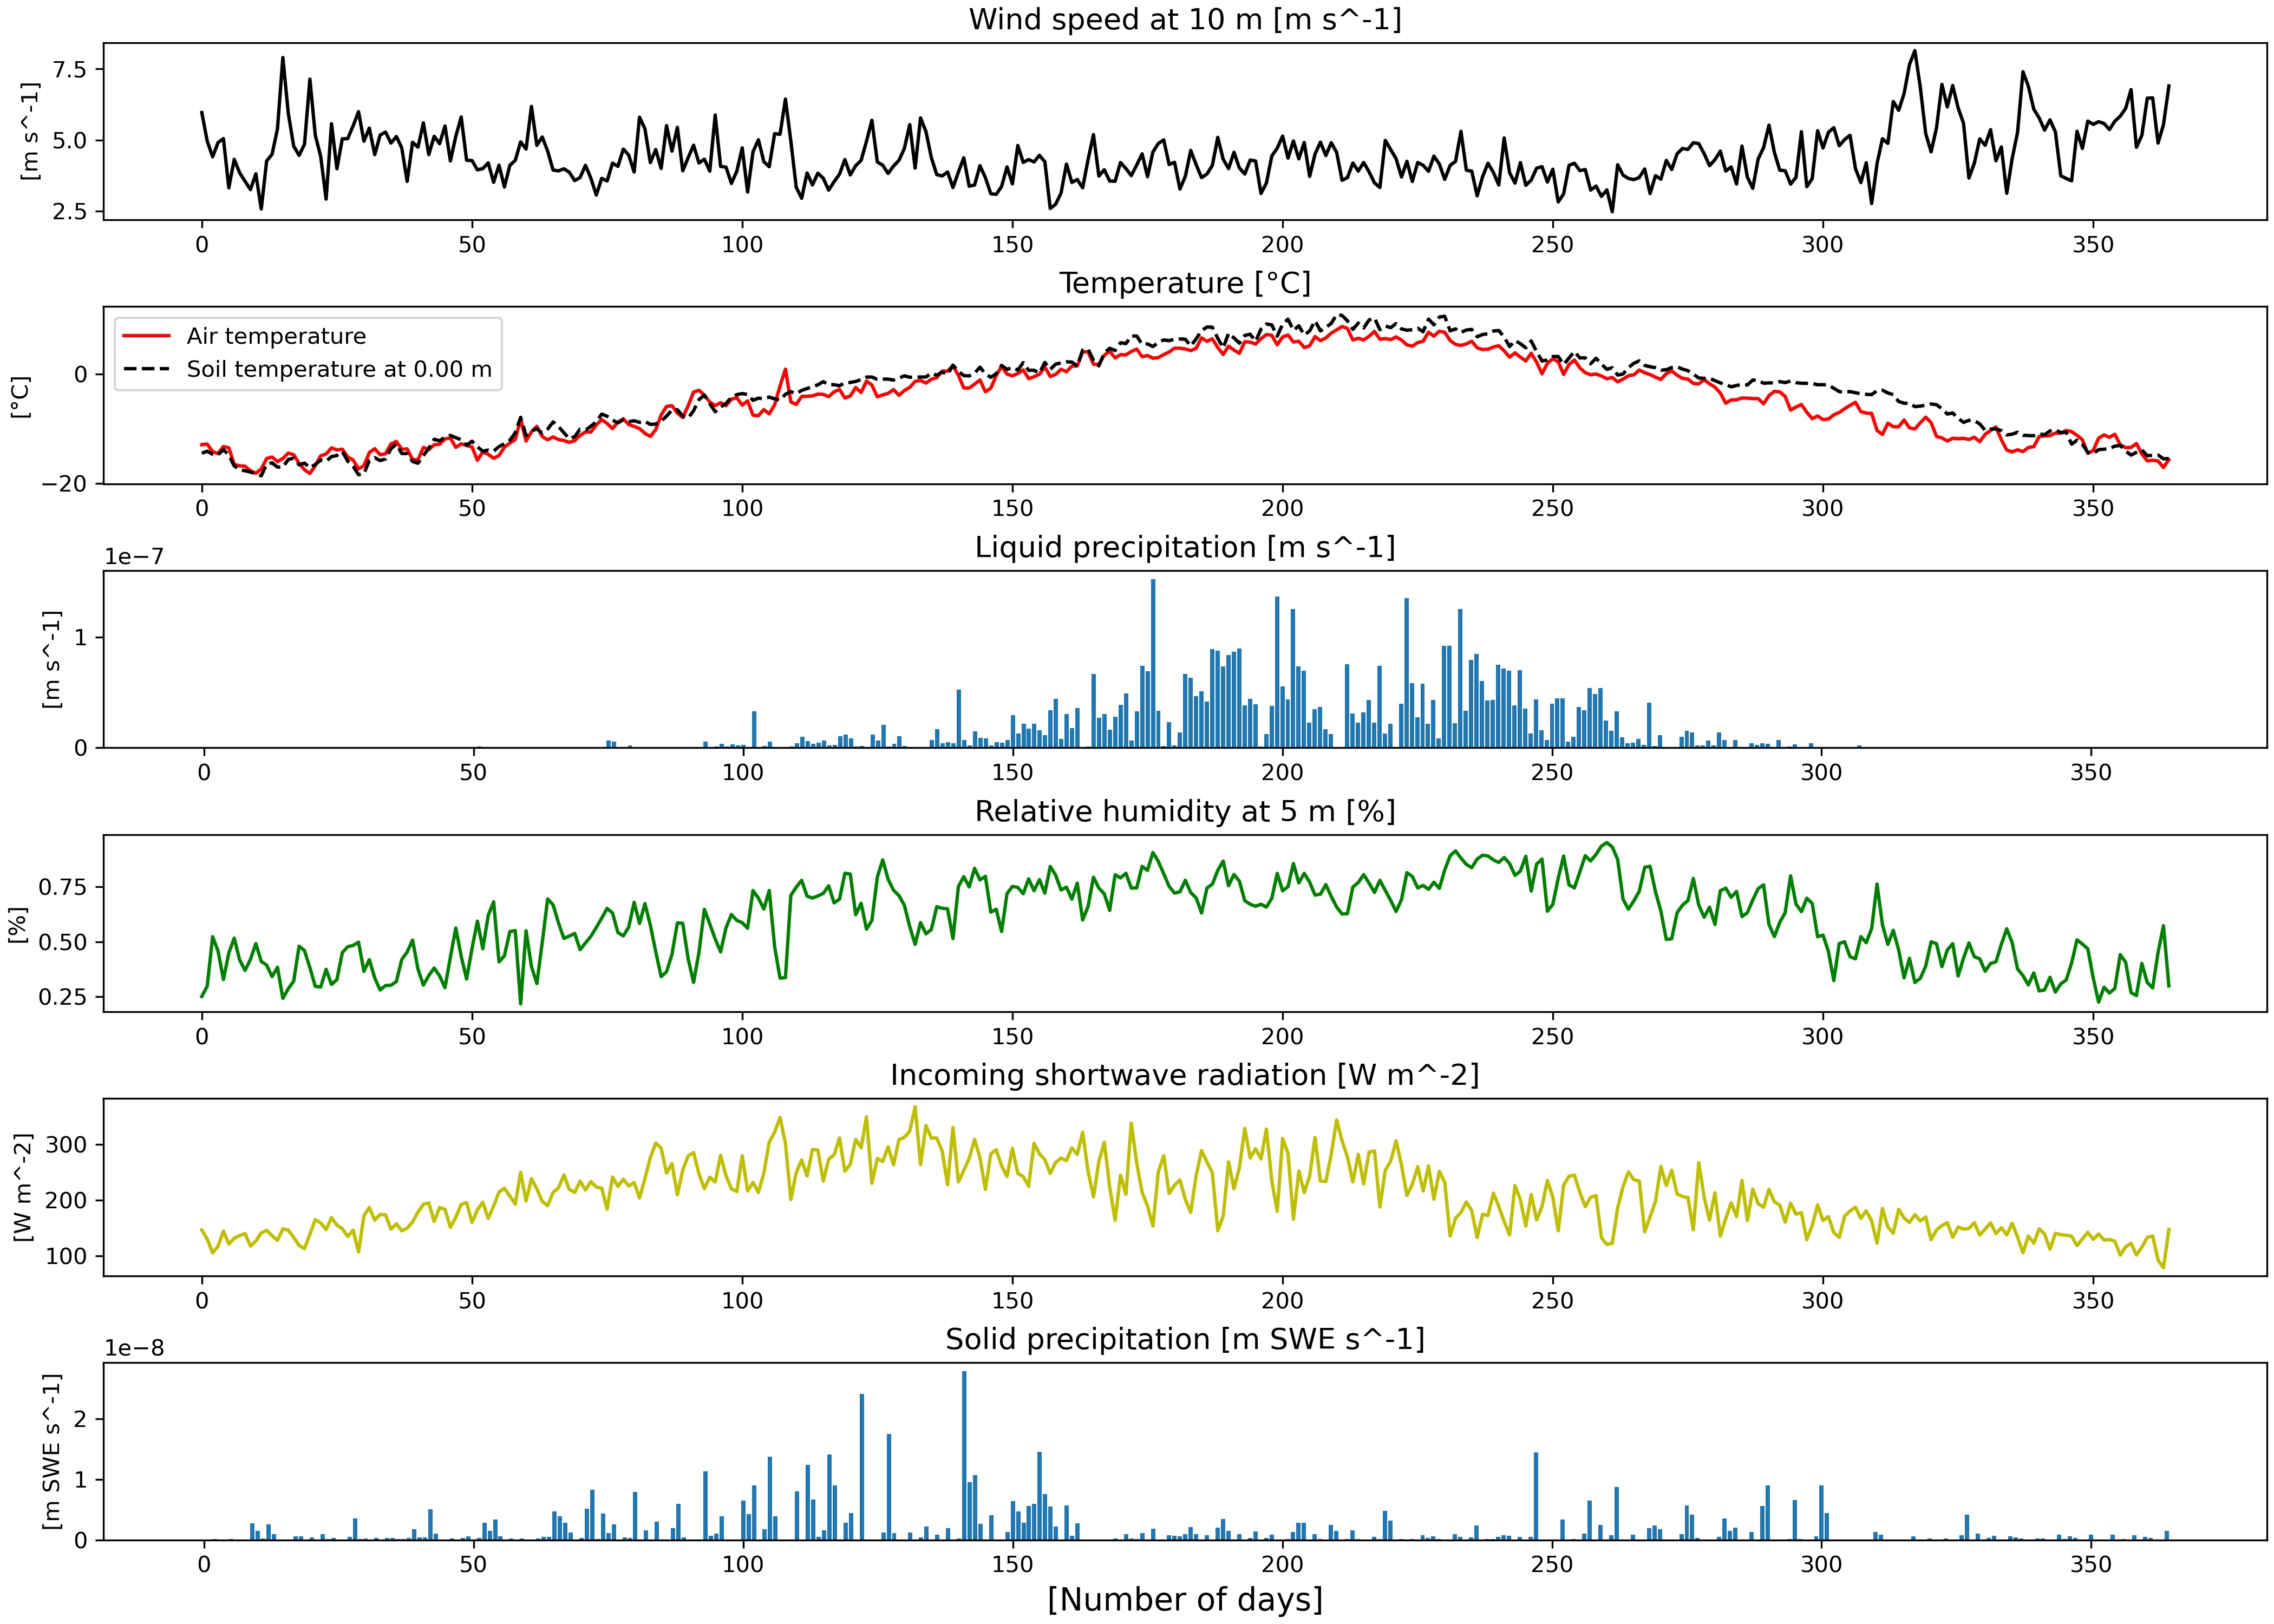 Wind speed at 10 m [m s^-1]
[m s^-1]
7.5
5.0
2.5
0 50 100 150 200 250 300 350
Temperature [°C]
[°C]
Air temperature
Soil temperature at 0.00 m
0
−20
0 50 100 150 200 250 300 350
Liquid precipitation [m s^-1]
1e−7
[m s^-1]
1
0
0 50 100 150 200 250 300 350
Relative humidity at 5 m [%]
[%]
0.75
0.50
0.25
0 50 100 150 200 250 300 350
Incoming shortwave radiation [W m^-2]
[W m^-2]
300
200
100
0 50 100 150 200 250 300 350
Solid precipitation [m SWE s^-1]
1e−8
[m SWE s^-1]
2
1
0
0 50 100 150 200 250 300 350
[Number of days]